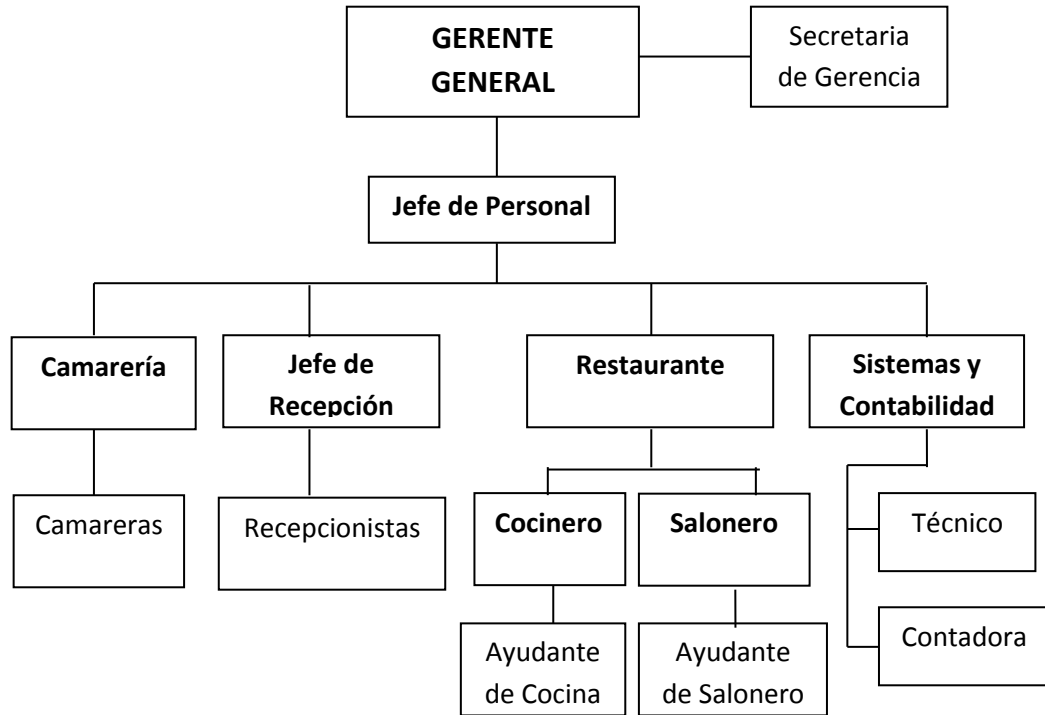 GERENTE
GENERAL
Secretaria
de Gerencia
Jefe de Personal
Camarería
Jefe de
Recepción
Restaurante
Sistemas y
Contabilidad
Camareras
Recepcionistas
Cocinero
Salonero
Técnico
Contadora
Ayudante
de Cocina
Ayudante
de Salonero